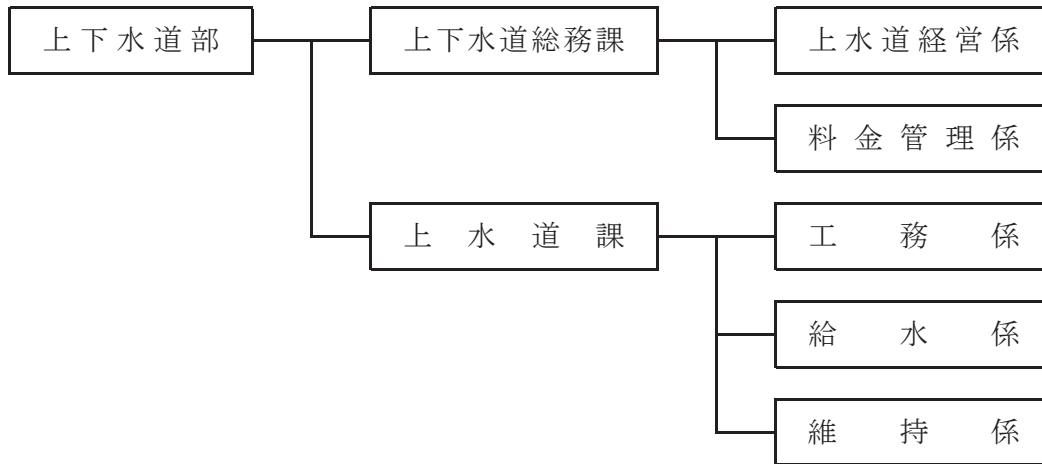 上下水道部
上下水道総務課
上水道経営係
料金管理係
上水道課
工務係
給水係
維持係